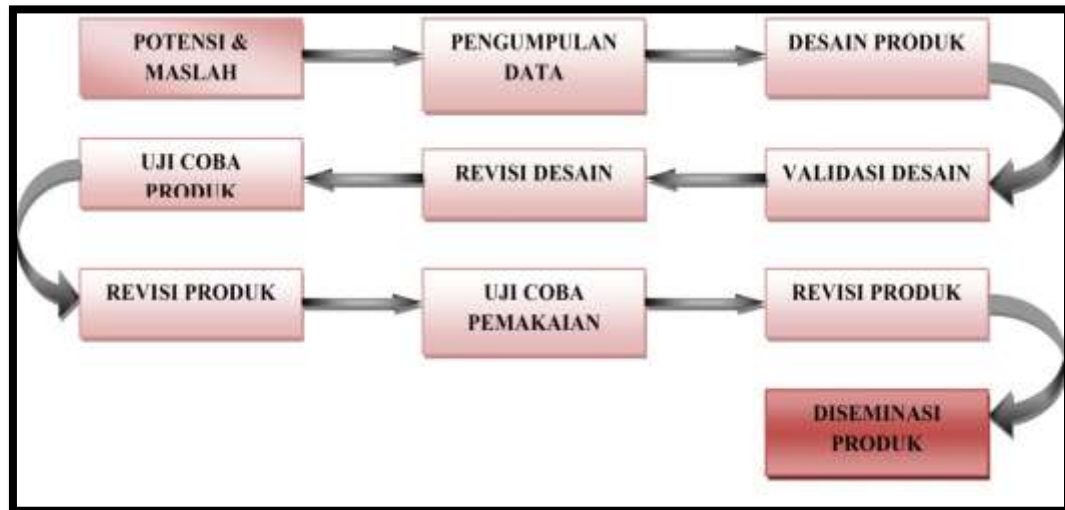 POTENSI &
MASLAH
PENGUMPULAN
DATA
DESAIN PRODUK
VALIDASI DESAIN
REVISI DESAIN
UJI COBA
PRODUK
REVISI PRODUK
UJI COBA
PEMAKAIAN
REVISI PRODUK
DISEMINASI
PRODUK